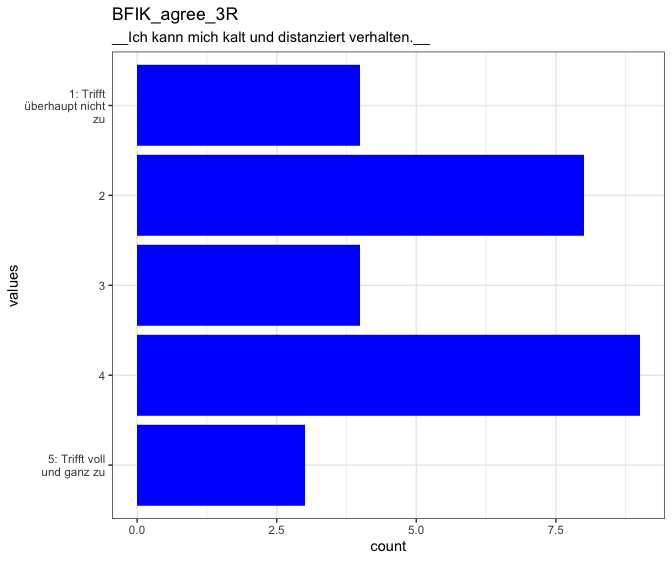 BFIK_agree_3R
__Ich kann mich kalt und distanziert verhalten.__
1: Trifft
überhaupt nicht
zu
2
3
4
5: Trifft voll
und ganz zu
values
0.0
2.5
5.0
7.5
count